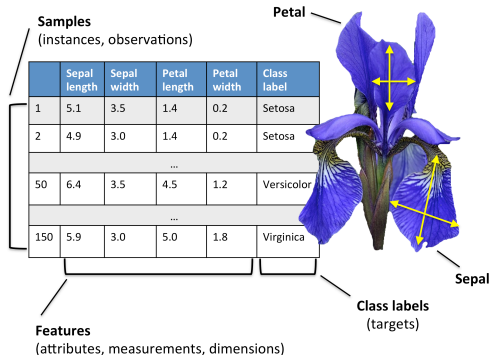 Samples
(instances, observations)
Petal
Sepal length Sepal width Petal length Petal width Class label
1 5.1 3.5 1.4 0.2 Setosa
2 4.9 3.0 1.4 0.2 Setosa
...
50 6.4 3.5 4.5 1.2 Versicolor
...
150 5.9 3.0 5.0 1.8 Virginica
Sepal
Class labels
(targets)
Features
(attributes, measurements, dimensions)